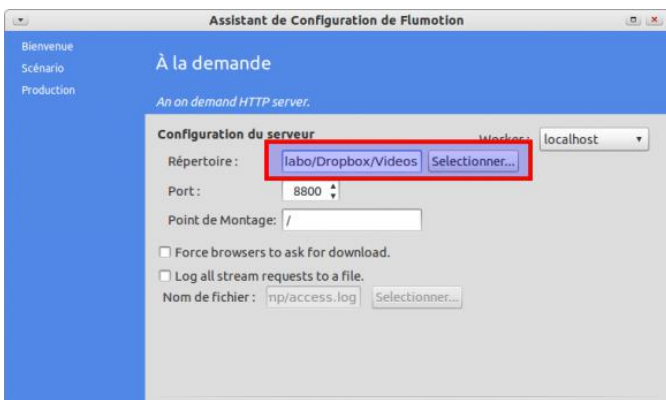 Assistant de Configuration de Flumotion
Bienvenue
Scénario
Production
À la demande
An on demand HTTP server.
Configuration du serveur
Worker: localhost
Répertoire : labo/Dropbox/Videos Selectionner...
Port : 8800
Point de Montage: /
Force browsers to ask for download.
Log all stream requests to a file.
Nom de fichier : np/access.log Selectionner...